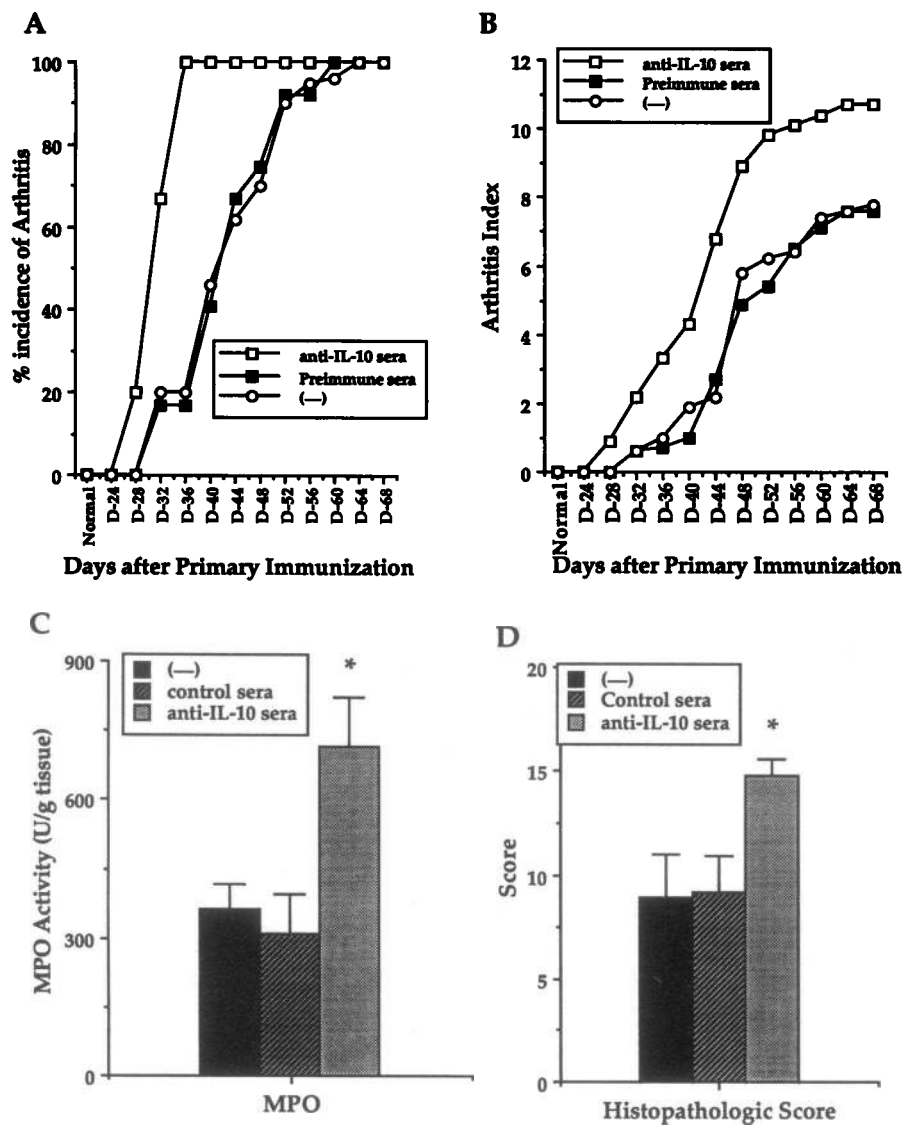 A
100
80
60
40
20
0
% incidence of Arthritis
anti-IL-10 sera
Preimmune sera
(—)
Normal
D-24
D-28
D-32
D-36
D-40
D-44
D-48
D-52
D-56
D-60
D-64
D-68
Days after Primary Immunization
B
anti-IL-10 sera
Preimmune sera
(—)
12
10
8
6
4
2
0
Arthritis Index
Normal
D-24
D-28
D-32
D-36
D-40
D-44
D-48
D-52
D-56
D-60
D-64
D-68
Days after Primary Immunization
C
900
600
300
0
MPO Activity (U/g tissue)
(—)
control sera
anti-IL-10 sera
*
MPO
D
20
15
10
5
0
Score
(—)
Control sera
anti-IL-10 sera
*
Histopathologic Score